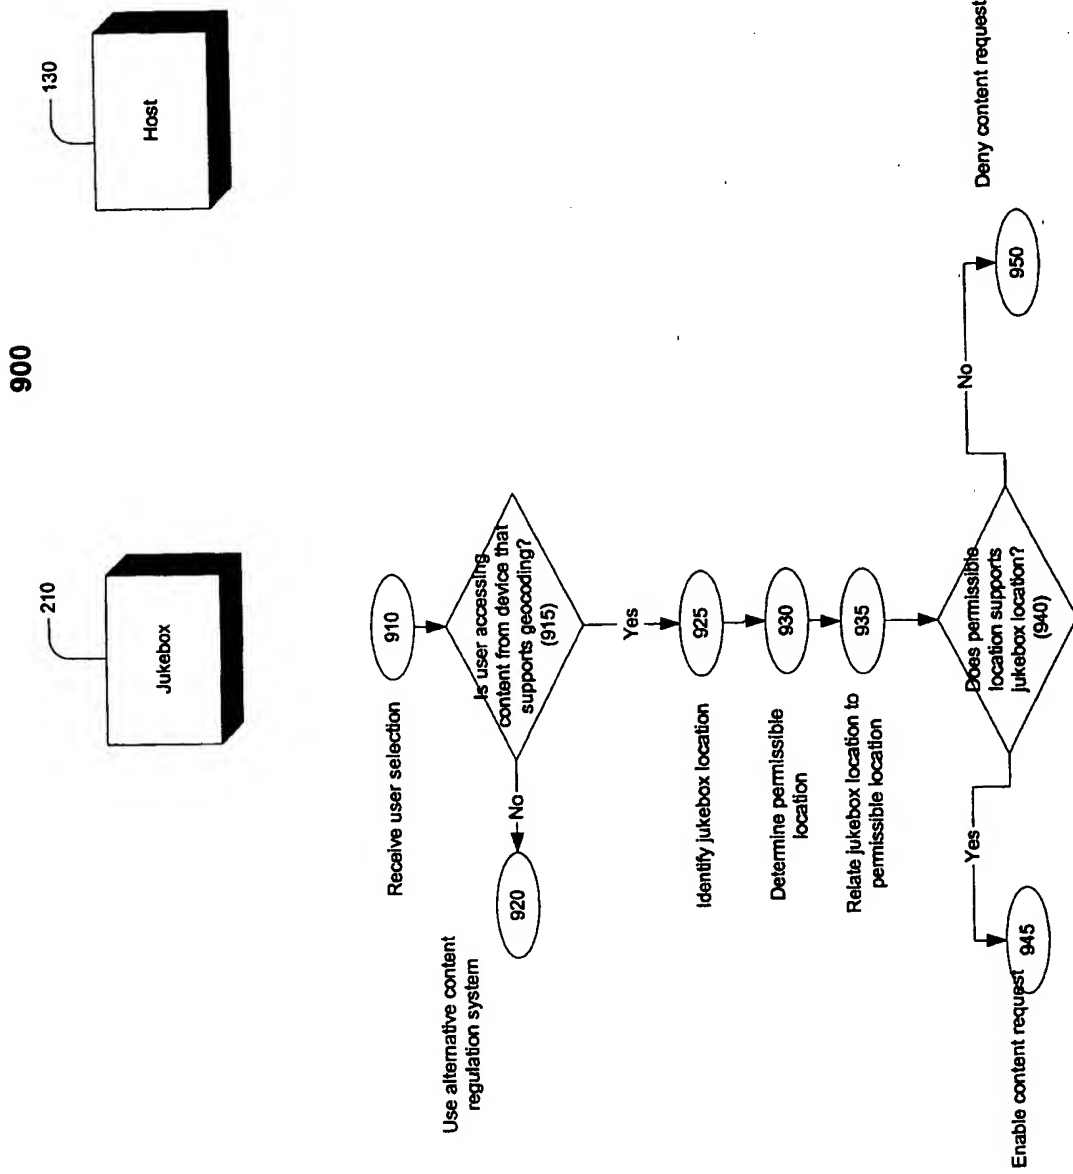 900
210
Jukebox
130
Host
Receive user selection
910
Is user accessing
content from device that
supports geocoding?
(915)
No
Use alternative content
regulation system
920
Yes
Identify jukebox location
925
Determine permissible
location
930
Relate jukebox location to
permissible location
935
Does permissible
location supports
jukebox location?
(940)
Yes
Enable content request
945
No
Deny content request
950